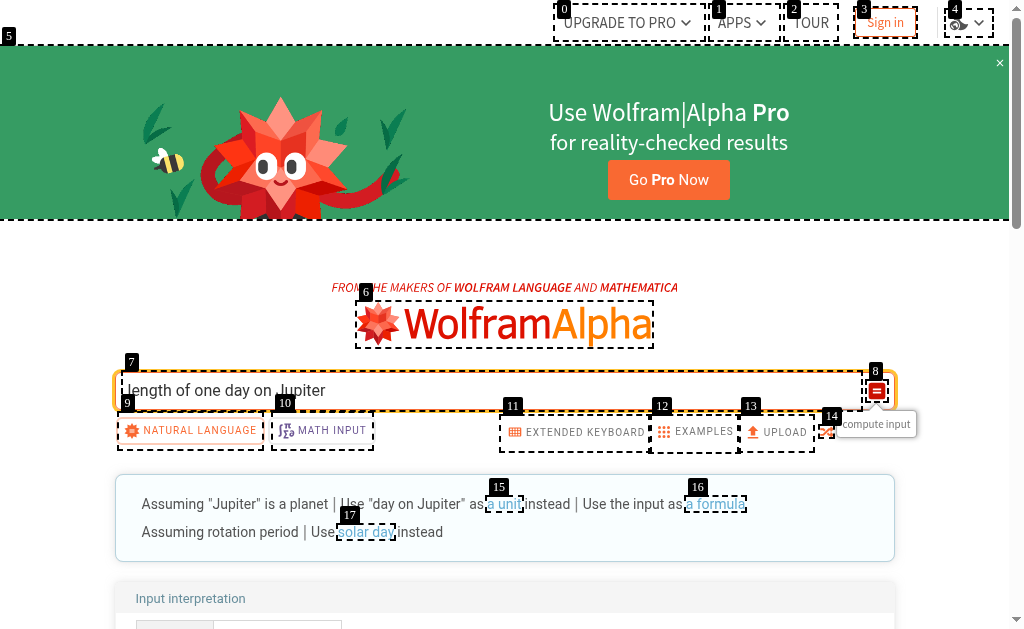 UPGRADE TO PRO
APPS
TOUR
Sign in
×
Use Wolfram|Alpha Pro
for reality-checked results
Go Pro Now
FROM THE MAKERS OF WOLFRAM LANGUAGE AND MATHEMATICA
WolframAlpha
length of one day on Jupiter
=
NATURAL LANGUAGE
MATH INPUT
EXTENDED KEYBOARD
EXAMPLES
UPLOAD
compute input
Assuming "Jupiter" is a planet | Use "day on Jupiter" as a unit instead | Use the input as a formula
Assuming rotation period | Use solar day instead
Input interpretation
0
1
2
3
4
5
6
7
8
9
10
11
12
13
14
15
16
17